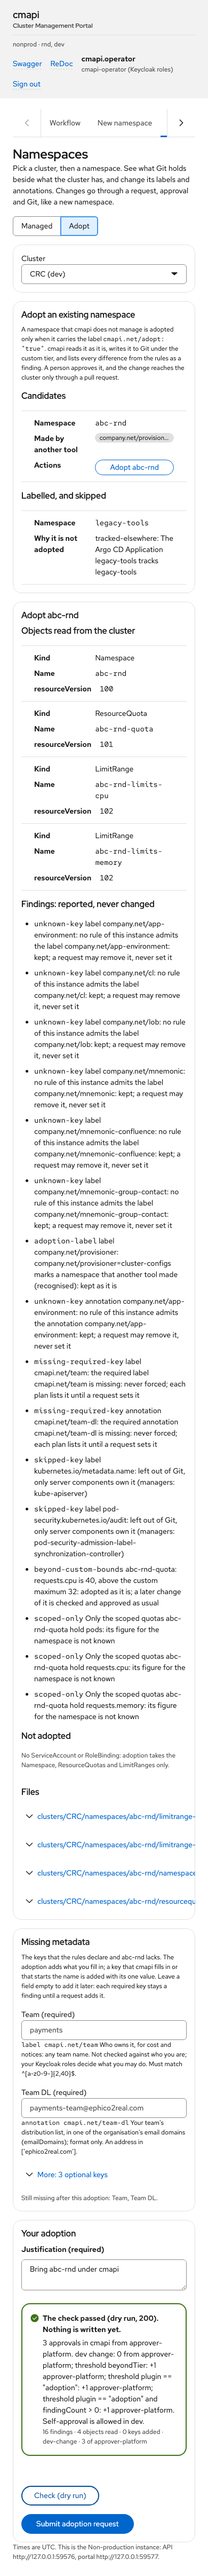 cmapi
Cluster Management Portal
nonprod · rnd, dev
Swagger ReDoc cmapi.operator
cmapi-operator (Keycloak roles)
Sign out
Workflow New namespace
Namespaces
Pick a cluster, then a namespace. See what Git holds
beside what the cluster has, and change its labels and
annotations. Changes go through a request, approval
and Git, like a new namespace.
Managed Adopt
Cluster
CRC (dev)
Adopt an existing namespace
A namespace that cmapi does not manage is adopted
only when it carries the label cmapi.net/adopt:
"true". cmapi reads it as it is, writes it to Git under the
custom tier, and lists every difference from the rules as a
finding. A person approves it, and the change reaches the
cluster only through a pull request.
Candidates
Namespace abc-rnd
Made by another tool company.net/provision...
Actions Adopt abc-rnd
Labelled, and skipped
Namespace legacy-tools
Why it is not adopted tracked-elsewhere: The
Argo CD Application
legacy-tools tracks
legacy-tools
Adopt abc-rnd
Objects read from the cluster
Kind Namespace
Name abc-rnd
resourceVersion 100
Kind ResourceQuota
Name abc-rnd-quota
resourceVersion 101
Kind LimitRange
Name abc-rnd-limits-
cpu
resourceVersion 102
Kind LimitRange
Name abc-rnd-limits-
memory
resourceVersion 102
Findings: reported, never changed
unknown-key label company.net/app-
environment: no rule of this instance admits
the label company.net/app-environment:
kept; a request may remove it, never set it
unknown-key label company.net/cl: no rule
of this instance admits the label
company.net/cl: kept; a request may remove
it, never set it
unknown-key label company.net/lob: no rule
of this instance admits the label
company.net/lob: kept; a request may remove
it, never set it
unknown-key label company.net/mnemonic:
no rule of this instance admits the label
company.net/mnemonic: kept; a request may
remove it, never set it
unknown-key label
company.net/mnemonic-confluence: no rule
of this instance admits the label
company.net/mnemonic-confluence: kept; a
request may remove it, never set it
unknown-key label
company.net/mnemonic-group-contact: no
rule of this instance admits the label
company.net/mnemonic-group-contact: kept;
a request may remove it, never set it
adoption-label label
company.net/provisioner:
company.net/provisioner=cluster-configs
marks a namespace that another tool made
(recognised): kept as it is
unknown-key annotation company.net/app-
environment: no rule of this instance admits
the annotation company.net/app-
environment: kept; a request may remove it,
never set it
missing-required-key label
cmapi.net/team: the required label
cmapi.net/team is missing: never forced; each
plan lists it until a request sets it
missing-required-key annotation
cmapi.net/team-dl: the required annotation
cmapi.net/team-dl is missing: never forced;
each plan lists it until a request sets it
skipped-key label
kubernetes.io/metadata.name: left out of Git,
only server components own it (managers:
kube-apiserver)
skipped-key label pod-
security.kubernetes.io/audit: left out of Git,
only server components own it (managers:
pod-security-admission-label-
synchronization-controller)
beyond-custom-bounds abc-rnd-quota:
requests.cpu is 40, above the custom
maximum 32: adopted as it is; a later change
of it is checked and approved as usual
scoped-only Only the scoped quotas abc-
rnd-quota hold pods: its figure for the
namespace is not known
scoped-only Only the scoped quotas abc-
rnd-quota hold requests.cpu: its figure for the
namespace is not known
scoped-only Only the scoped quotas abc-
rnd-quota hold requests.memory: its figure for
the namespace is not known
Not adopted
No ServiceAccount or RoleBinding: adoption takes the
Namespace, ResourceQuotas and LimitRanges only.
Files
clusters/CRC/namespaces/abc-rnd/limitrange-
clusters/CRC/namespaces/abc-rnd/limitrange-
clusters/CRC/namespaces/abc-rnd/namespace
clusters/CRC/namespaces/abc-rnd/resourcequ
Missing metadata
The keys that the rules declare and abc-rnd lacks. The
adoption adds what you fill in; a key that cmapi fills in or
that starts the name is added with its one value. Leave a
field empty to add it later: each required key stays a
finding until a request adds it.
Team (required)
payments
label cmapi.net/team Who owns it, for cost and
notices: any team name. Not checked against who you are;
your Keycloak roles decide what you may do. Must match
^[a-z0-9-]{2,40}$.
Team DL (required)
payments-team@ephico2real.com
annotation cmapi.net/team-dl Your team's
distribution list, in one of the organisation's email domains
(emailDomains); format only. An address in
['ephico2real.com'].
More: 3 optional keys
Still missing after this adoption: Team, Team DL.
Your adoption
Justification (required)
Bring abc-rnd under cmapi
The check passed (dry run, 200).
Nothing is written yet.
3 approvals in cmapi from approver-
platform. dev change: 0 from approver-
platform; threshold beyondTier: +1
approver-platform; threshold plugin ==
"adoption": +1 approver-platform;
threshold plugin == "adoption" and
findingCount > 0: +1 approver-platform.
Self-approval is allowed in dev.
16 findings · 4 objects read · 0 keys added ·
dev-change · 3 of approver-platform
Check (dry run)
Submit adoption request
Times are UTC. This is the Non-production instance: API
http://127.0.0.1:59576, portal http://127.0.0.1:59577.